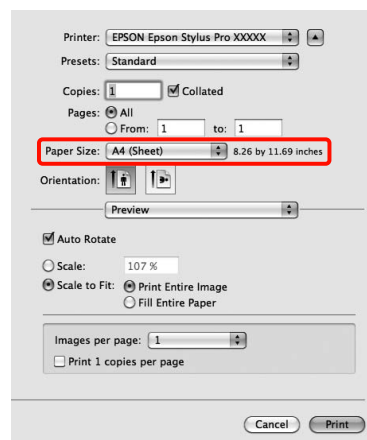 Printer: EPSON Epson Stylus Pro XXXXX
Presets: Standard
Copies: 1 Collated
Pages: All
From: 1 to: 1
Paper Size: A4 (Sheet) 8.26 by 11.69 inches
Orientation:
Preview
Auto Rotate
Scale: 107 %
Scale to Fit: Print Entire Image
Fill Entire Paper
Images per page: 1
Print 1 copies per page
Cancel Print